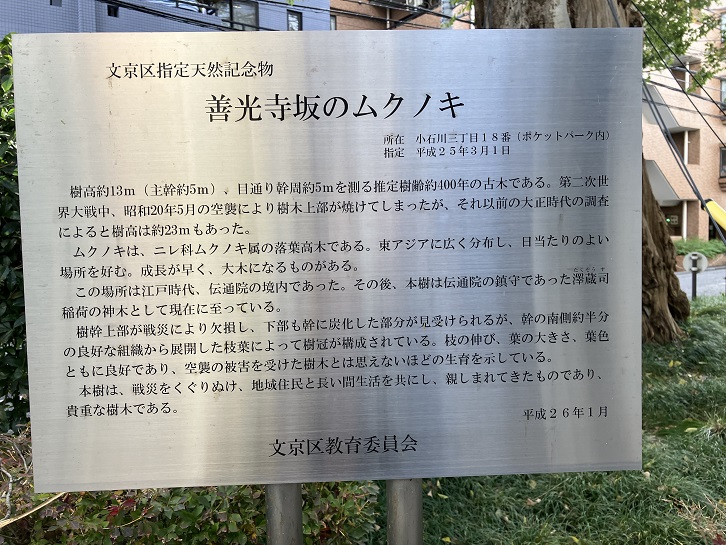 文京区指定天然記念物
善光寺坂のムクノキ
所在 小石川三丁目18番（ポケットパーク内）
指定 平成25年3月1日
樹高約13m（主幹約5m）、目通り幹周約5mを測る推定樹齢約400年の古木である。第二次世
界大戦中、昭和20年5月の空襲により樹木上部が焼けてしまったが、それ以前の大正時代の調査
によると樹高は約23mもあった。
ムクノキは、ニレ科ムクノキ属の落葉高木である。東アジアに広く分布し、日当たりのよい
場所を好む。成長が早く、大木になるものがある。
この場所は江戸時代、伝通院の境内であった。その後、本樹は伝通院の鎮守であった澤蔵司
稲荷の神木として現在に至っている。
樹幹上部が戦災により欠損し、下部も幹に炭化した部分が見受けられるが、幹の南側約半分
の良好な組織から展開した枝葉によって樹冠が構成されている。枝の伸び、葉の大きさ、葉色
ともに良好であり、空襲の被害を受けた樹木とは思えないほどの生育を示している。
本樹は、戦災をくぐりぬけ、地域住民と長い間生活を共にし、親しまれてきたものであり、
貴重な樹木である。
平成26年1月
文京区教育委員会